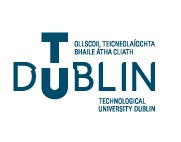 OLLSCOIL TEICNEOLAÍOCHTA
BHAILE ÁTHA CLIATH
TU
DUBLIN
TECHNOLOGICAL
UNIVERSITY DUBLIN